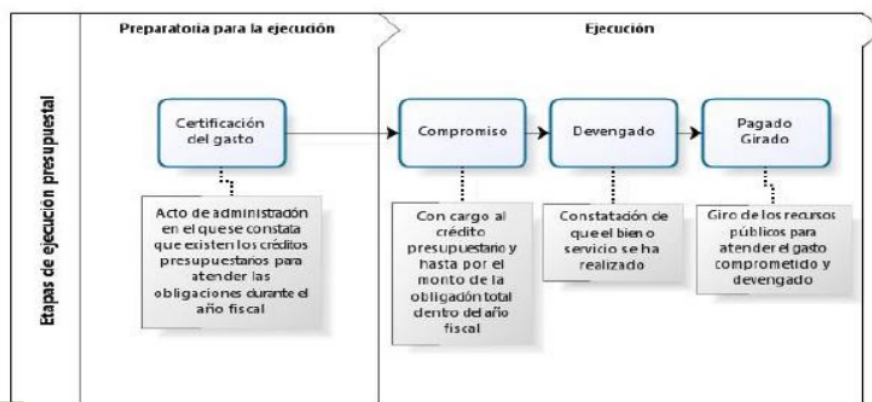 Preparatoria para la ejecución
Ejecución
Etapas de ejecución presupuestal
Certificación
del gasto
Compromiso
Devengado
Pagado
Girado
Acto de administración
en el que se constata
que existen los créditos
presupuestarios para
atender las
obligaciones durante el
año fiscal
Con cargo al
crédito
presupuestario y
hasta por el
monto de la
obligación total
dentro del año
fiscal
Constatación de
que el bien o
servicio se ha
realizado
Giro de los recursos
públicos para
atender el gasto
comprometido y
devengado